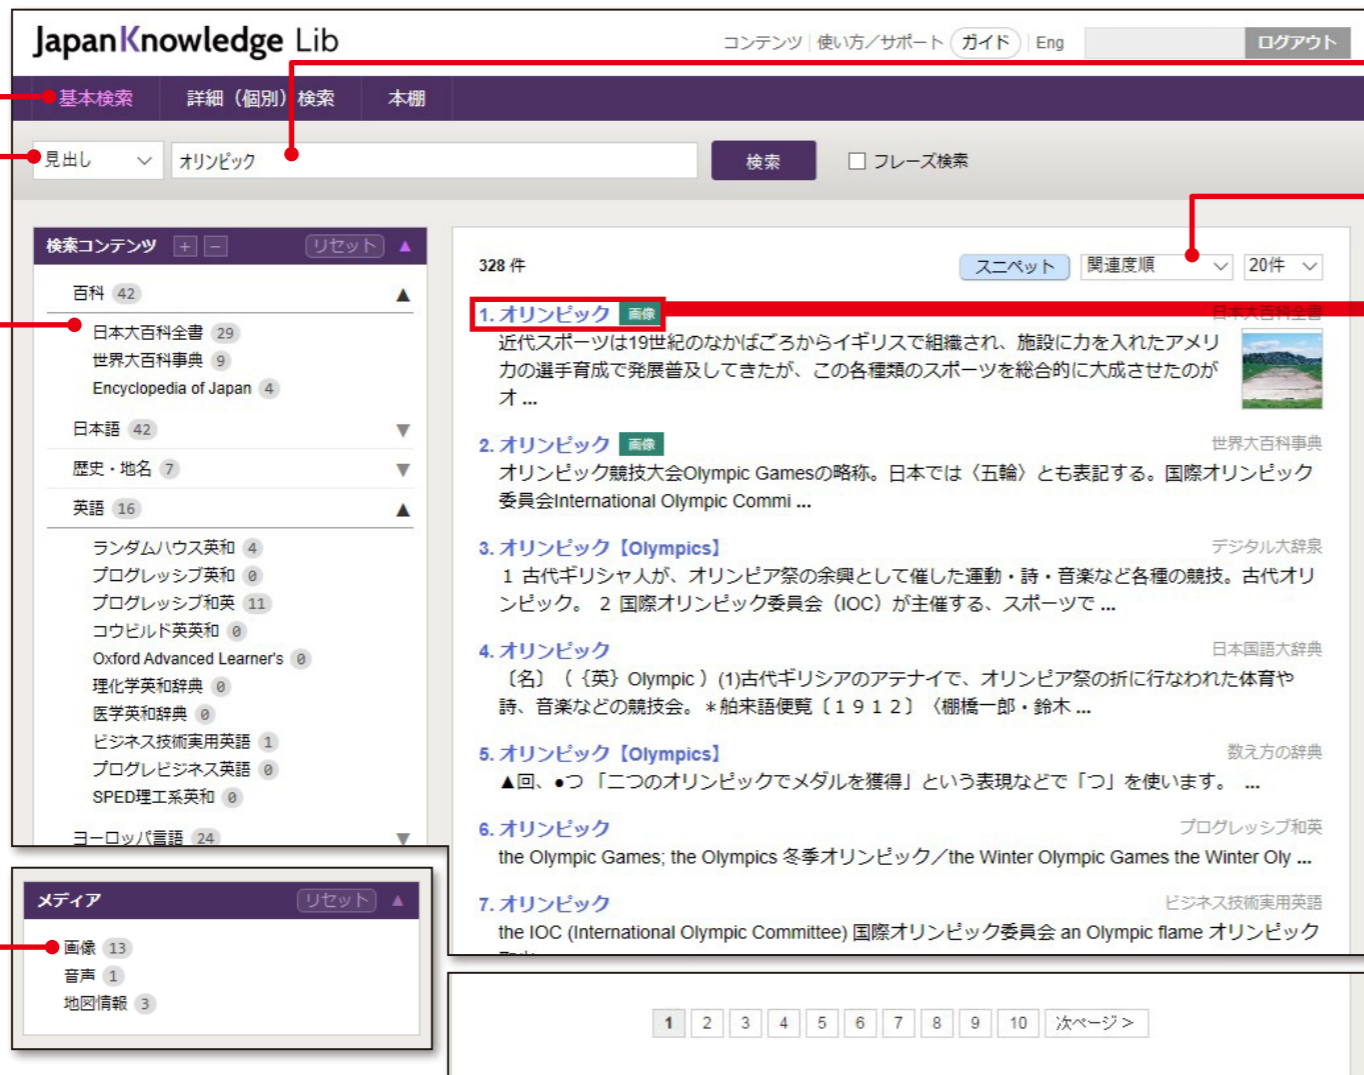 JapanKnowledge Lib
コンテンツ 使い方／サポート ガイド Eng ログアウト
基本検索 詳細（個別）検索 本棚
見出し オリンピック 検索 フレーズ検索
検索コンテンツ + − リセット ▲
百科 42 ▲
日本大百科全書 29
世界大百科事典 9
Encyclopedia of Japan 4
日本語 42 ▼
歴史・地名 7 ▼
英語 16 ▲
ランダムハウス英和 4
プログレッシブ英和 0
プログレッシブ和英 11
コウビルド英英和 0
Oxford Advanced Learner's 0
理化学英和辞典 0
医学英和辞典 0
ビジネス技術実用英語 1
プログレビジネス英語 0
SPED理工系英和 0
ヨーロッパ言語 24 ▼
メディア リセット ▲
画像 13
音声 1
地図情報 3
328 件 スニペット 関連度順 20件
1. オリンピック 画像 日本大百科全書
近代スポーツは19世紀のなかばごろからイギリスで組織され、施設に力を入れたアメリ
カの選手育成で発展普及してきたが、この各種類のスポーツを総合的に大成させたのが
オ ...
2. オリンピック 画像 世界大百科事典
オリンピック競技大会Olympic Gamesの略称。日本では〈五輪〉とも表記する。国際オリンピック
委員会International Olympic Commi ...
3. オリンピック【Olympics】 デジタル大辞泉
１ 古代ギリシャ人が、オリンピア祭の余興として催した運動・詩・音楽など各種の競技。古代オリ
ンピック。 ２ 国際オリンピック委員会（IOC）が主催する、スポーツで ...
4. オリンピック 日本国語大辞典
〔名〕（｛英｝Olympic ）(1)古代ギリシアのアテナイで、オリンピア祭の折に行なわれた体育や
詩、音楽などの競技会。＊舶来語便覧〔１９１２〕〈棚橋一郎・鈴木 ...
5. オリンピック【Olympics】 数え方の辞典
▲回、●つ 「二つのオリンピックでメダルを獲得」という表現などで「つ」を使います。 ...
6. オリンピック プログレッシブ和英
the Olympic Games; the Olympics 冬季オリンピック／the Winter Olympic Games the Winter Oly ...
7. オリンピック ビジネス技術実用英語
the IOC (International Olympic Committee) 国際オリンピック委員会 an Olympic flame オリンピック
1 2 3 4 5 6 7 8 9 10 次ページ >